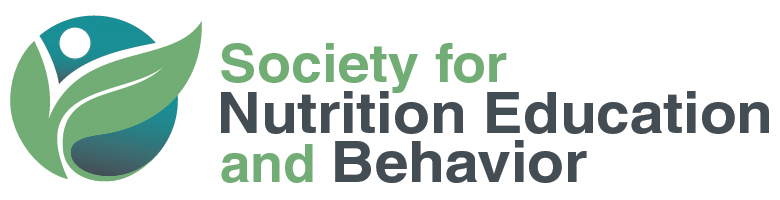 Society for
Nutrition Education
and Behavior